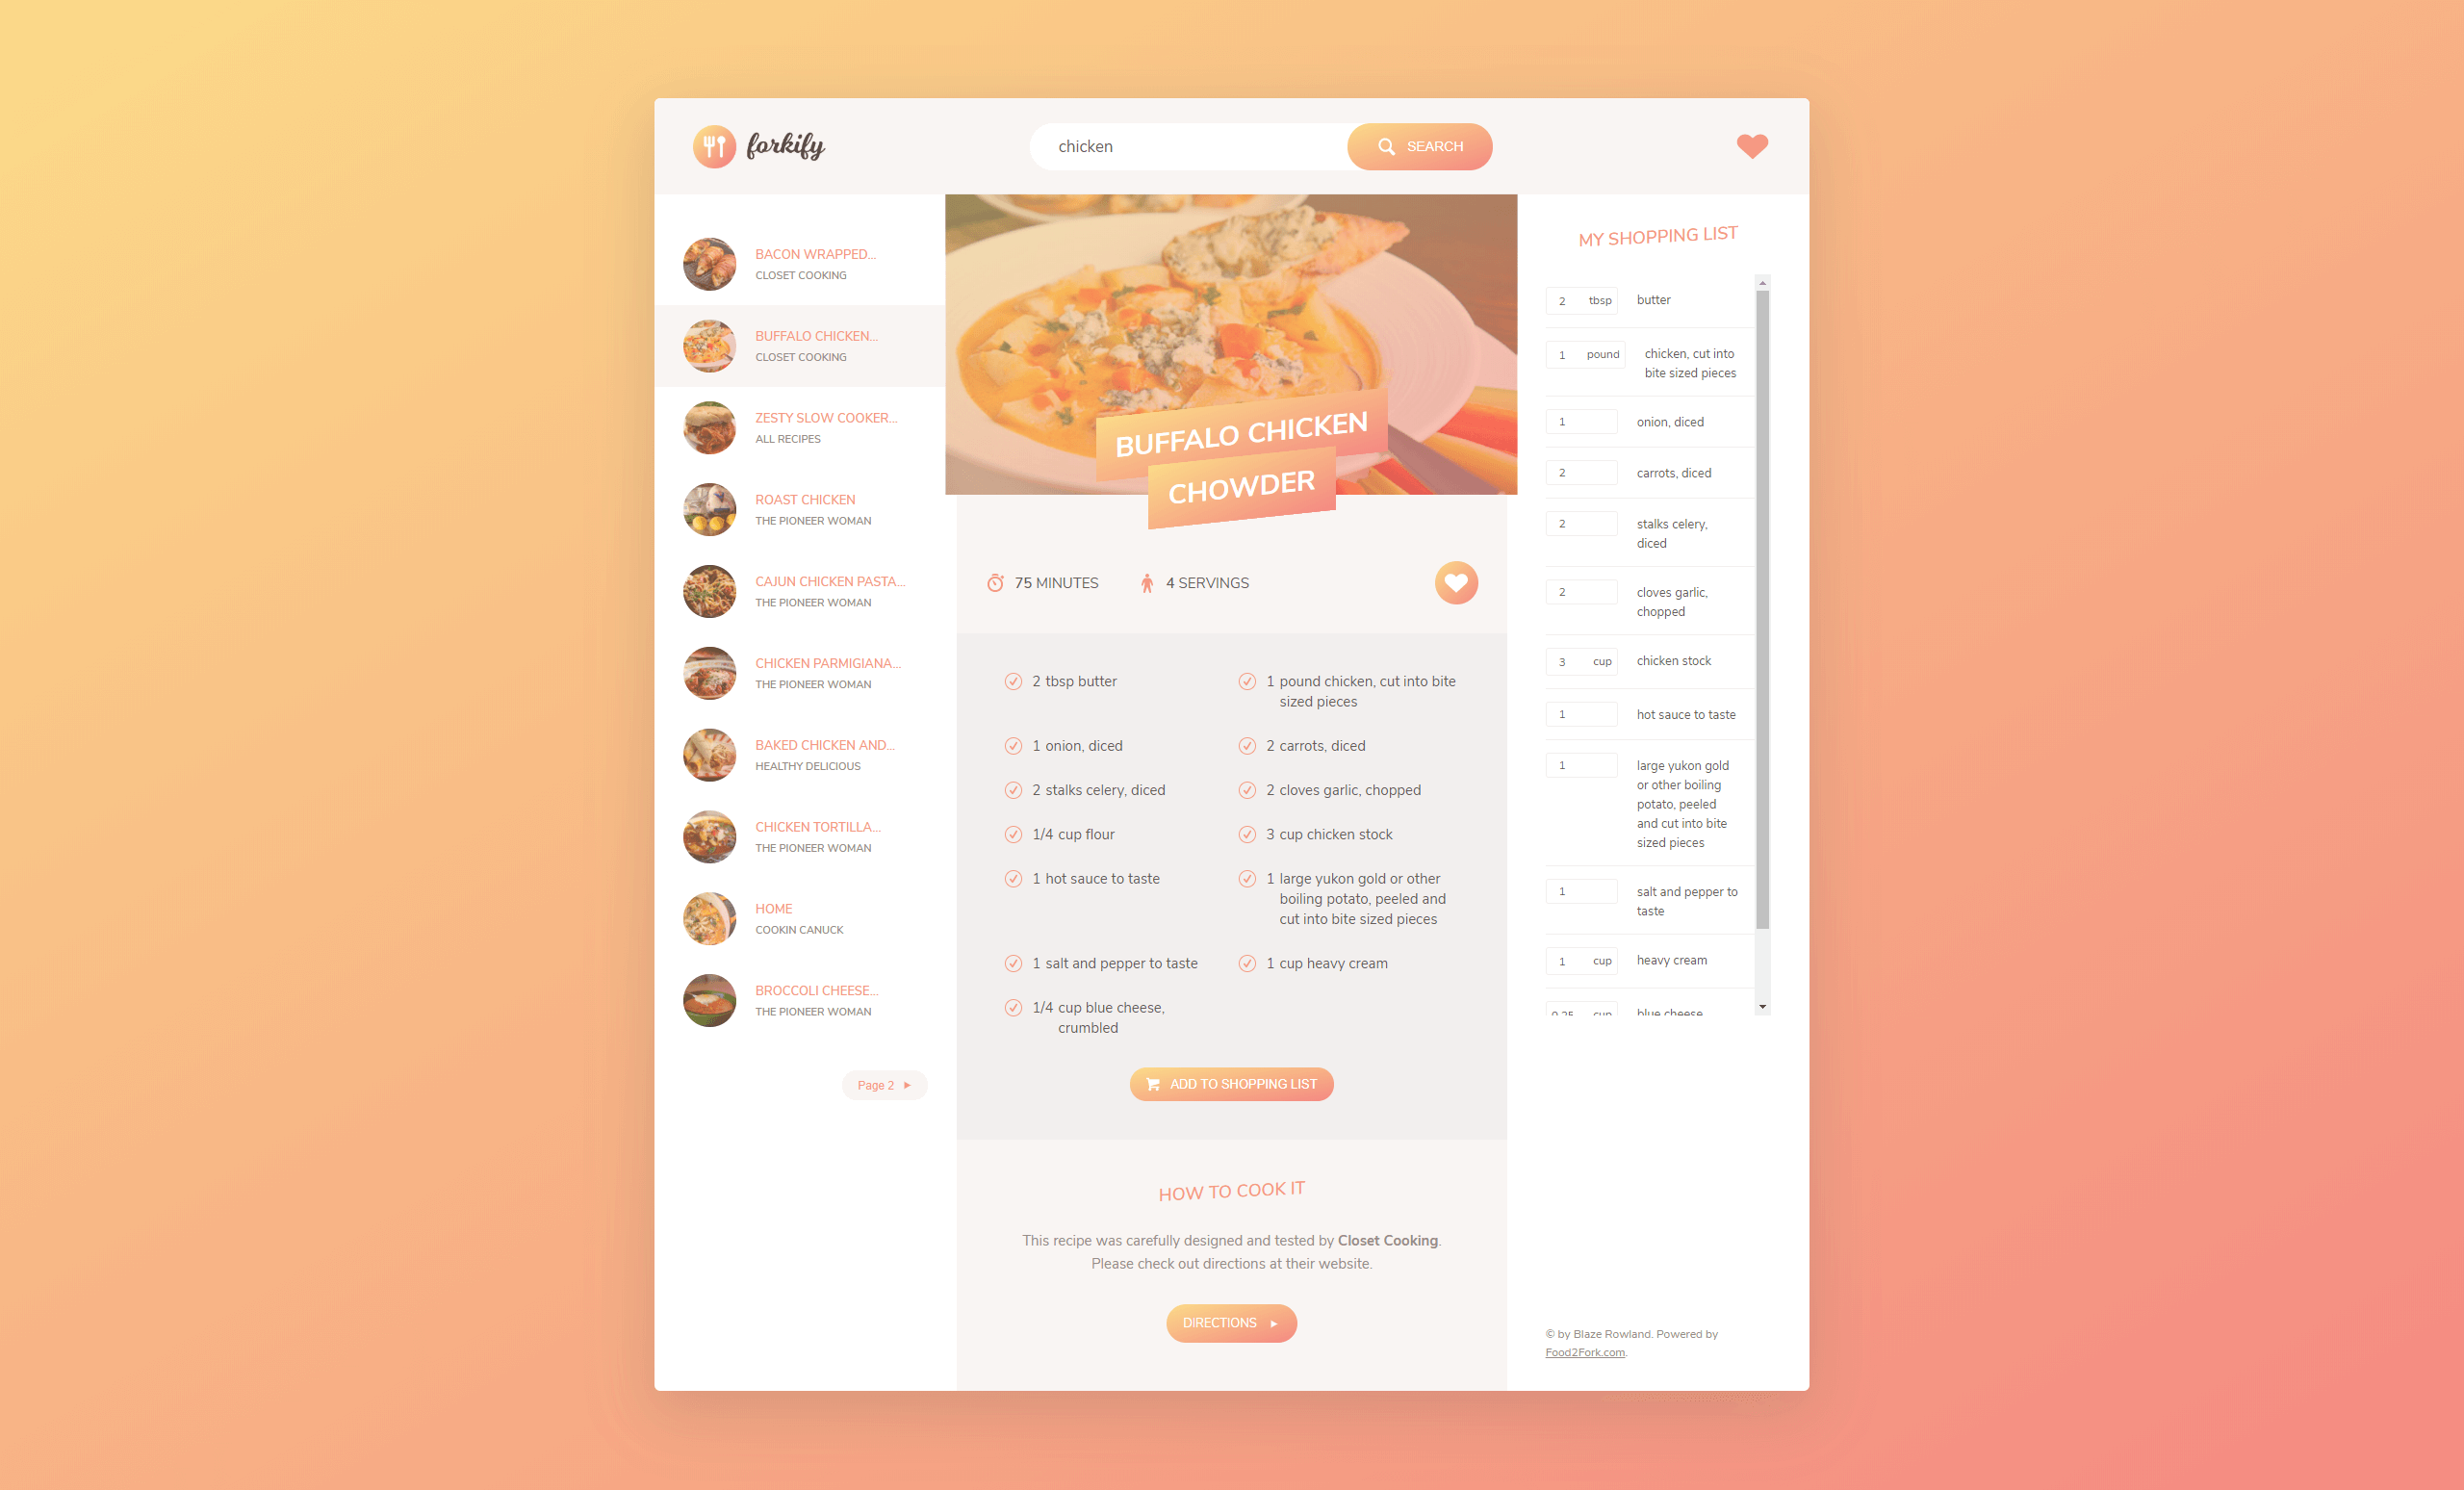 forkify
chicken
SEARCH
BACON WRAPPED...
CLOSET COOKING
BUFFALO CHICKEN...
CLOSET COOKING
ZESTY SLOW COOKER...
ALL RECIPES
ROAST CHICKEN
THE PIONEER WOMAN
CAJUN CHICKEN PASTA...
THE PIONEER WOMAN
CHICKEN PARMIGIANA...
THE PIONEER WOMAN
BAKED CHICKEN AND...
HEALTHY DELICIOUS
CHICKEN TORTILLA...
THE PIONEER WOMAN
HOME
COOKIN CANUCK
BROCCOLI CHEESE...
THE PIONEER WOMAN
Page 2
BUFFALO CHICKEN
CHOWDER
75 MINUTES
4 SERVINGS
2 tbsp butter
1 pound chicken, cut into bite
sized pieces
1 onion, diced
2 carrots, diced
2 stalks celery, diced
2 cloves garlic, chopped
1/4 cup flour
3 cup chicken stock
1 hot sauce to taste
1 large yukon gold or other
boiling potato, peeled and
cut into bite sized pieces
1 salt and pepper to taste
1 cup heavy cream
1/4 cup blue cheese,
crumbled
ADD TO SHOPPING LIST
HOW TO COOK IT
This recipe was carefully designed and tested by Closet Cooking.
Please check out directions at their website.
DIRECTIONS
MY SHOPPING LIST
2 tbsp butter
1 pound chicken, cut into
bite sized pieces
1 onion, diced
2 carrots, diced
2 stalks celery,
diced
2 cloves garlic,
chopped
3 cup chicken stock
1 hot sauce to taste
1 large yukon gold
or other boiling
potato, peeled
and cut into bite
sized pieces
1 salt and pepper to
taste
1 cup heavy cream
0.25 cup blue cheese
© by Blaze Rowland. Powered by
Food2Fork.com.